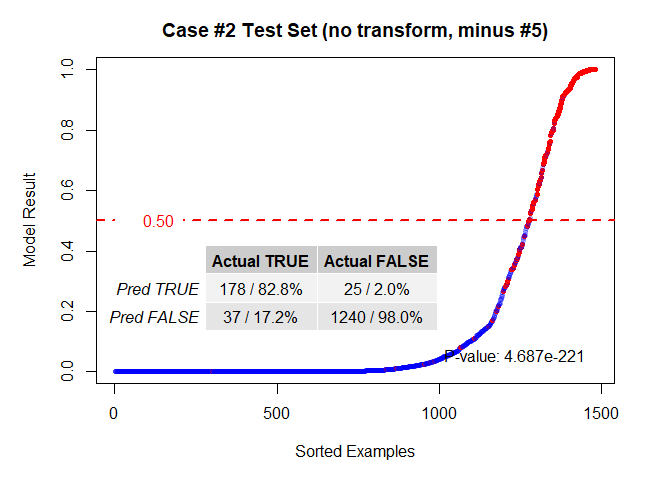 Case #2 Test Set (no transform, minus #5)
Model Result
1.0
0.8
0.6
0.4
0.2
0.0
0.50
Actual TRUE Actual FALSE
Pred TRUE 178 / 82.8% 25 / 2.0%
Pred FALSE 37 / 17.2% 1240 / 98.0%
P-value: 4.687e-221
0 500 1000 1500
Sorted Examples